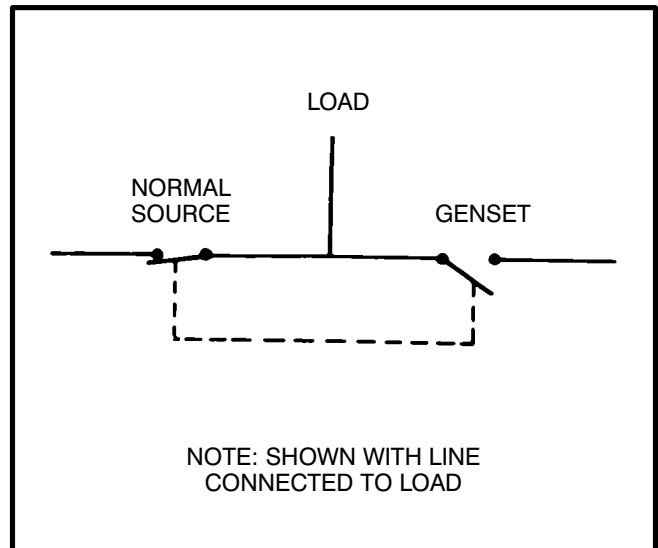 LOAD
NORMAL
SOURCE
GENSET
NOTE: SHOWN WITH LINE
CONNECTED TO LOAD